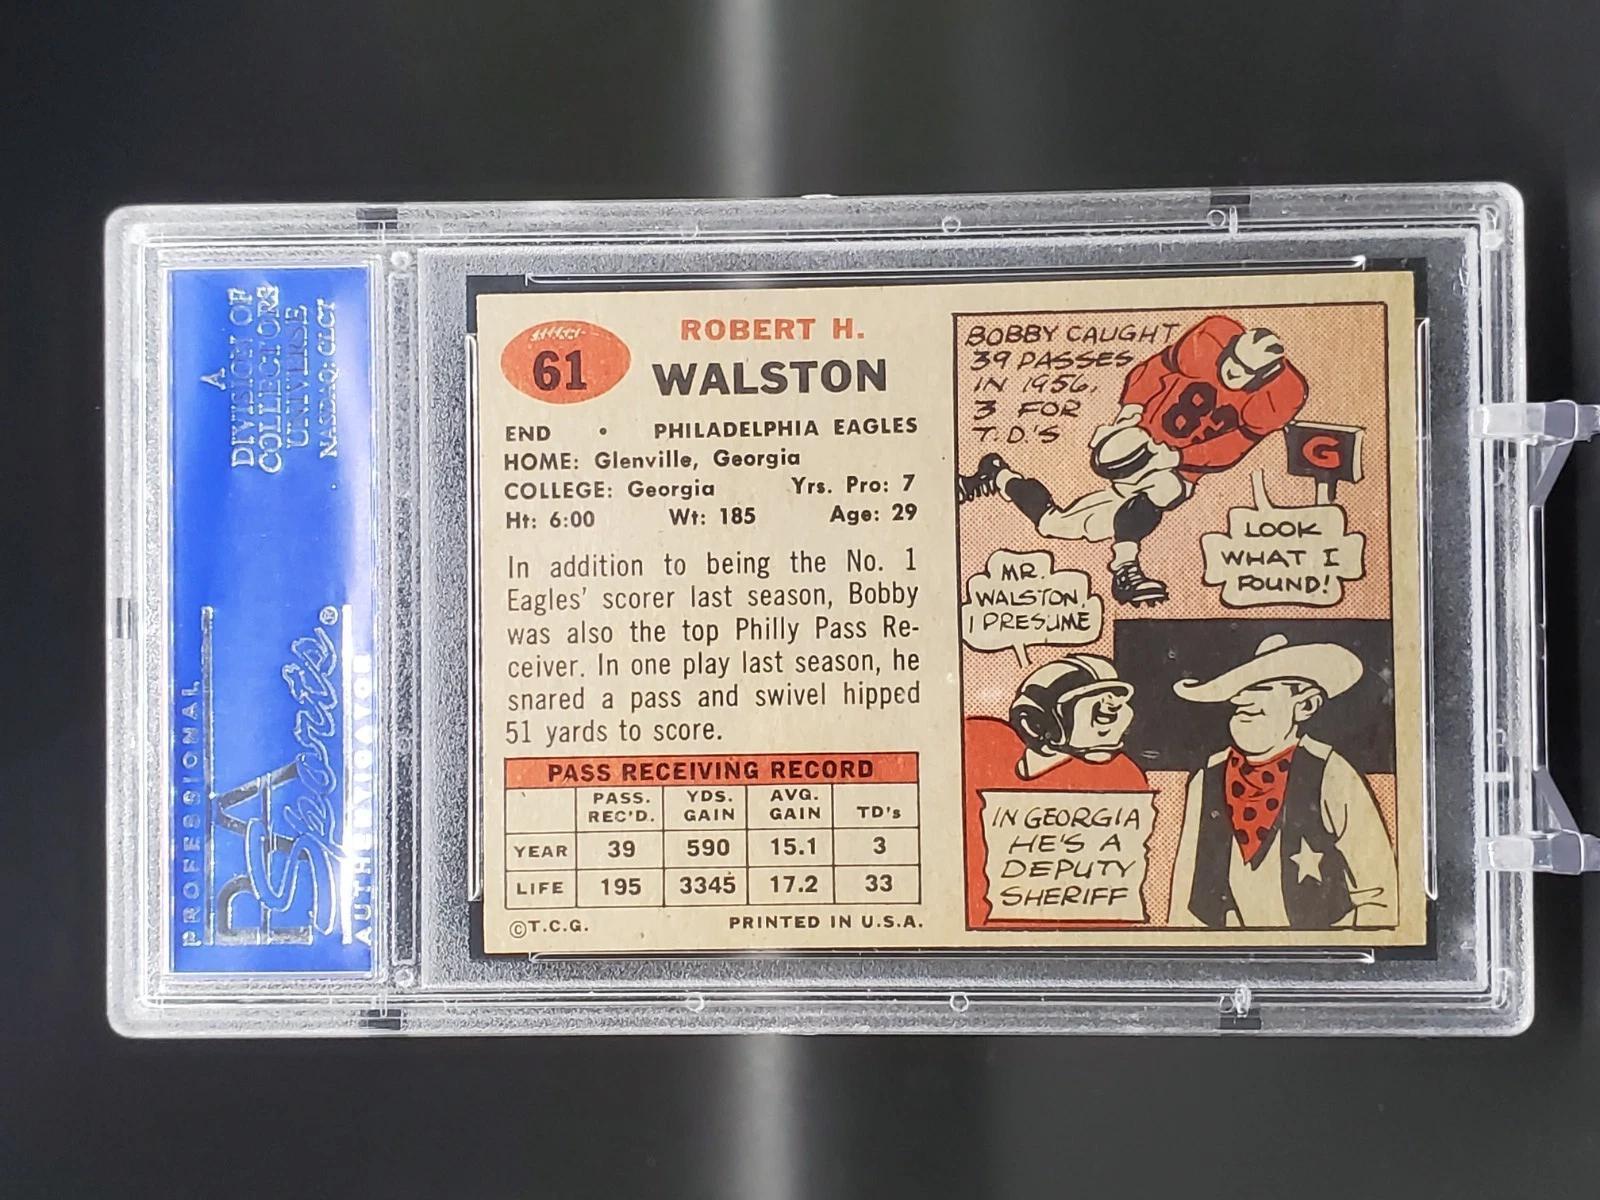 A
DIVISION OF
COLLECTORS
UNIVERSE
NASDAQ: CLCT
PROFESSIONAL
PSA
Sports®
AUTHENTICATOR
61
ROBERT H.
WALSTON
END • PHILADELPHIA EAGLES
HOME: Glenville, Georgia
COLLEGE: Georgia Yrs. Pro: 7
Ht: 6:00 Wt: 185 Age: 29
In addition to being the No. 1
Eagles' scorer last season, Bobby
was also the top Philly Pass Re-
ceiver. In one play last season, he
snared a pass and swivel hipped
51 yards to score.
PASS RECEIVING RECORD
PASS. REC'D. YDS. GAIN AVG. GAIN TD's
YEAR 39 590 15.1 3
LIFE 195 3345 17.2 33
©T.C.G. PRINTED IN U.S.A.
BOBBY CAUGHT
39 PASSES
IN 1956,
3 FOR
T.D'S
83
G
LOOK
WHAT I
FOUND!
MR.
WALSTON,
I PRESUME
IN GEORGIA
HE'S A
DEPUTY
SHERIFF